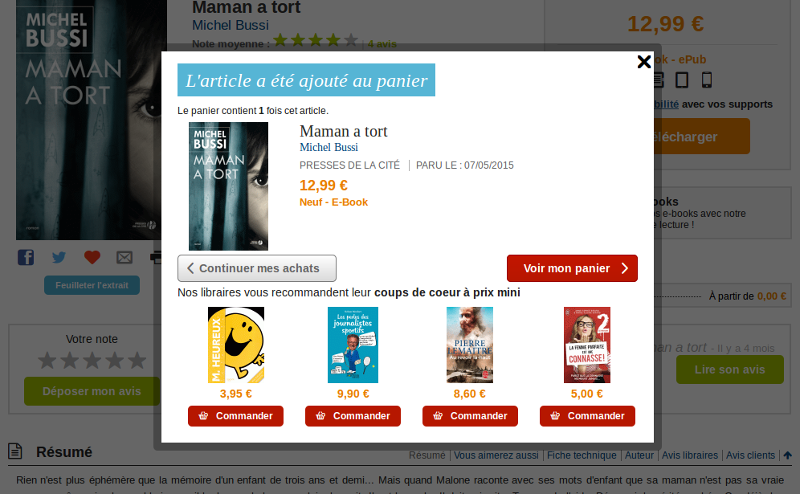 MICHEL
BUSSI
MAMAN
A TORT
Maman a tort
Michel Bussi
Note moyenne : | 4 avis
12,99 €
ok - ePub
bilité avec vos supports
élécharger
ooks
os e-books avec notre
e lecture !
L'article a été ajouté au panier
Le panier contient 1 fois cet article.
MICHEL
BUSSI
MAMAN
A TORT
Maman a tort
Michel Bussi
PRESSES DE LA CITÉ | PARU LE : 07/05/2015
12,99 €
Neuf - E-Book
Continuer mes achats
Voir mon panier
Nos libraires vous recommandent leur coups de coeur à prix mini
M. HEUREUX
Les perles des
journalistes
sportifs
PIERRE
LEMAITRE
Au revoir là-haut
2
LA FEMME PARFAITE
EST UNE
CONNASSE!
3,95 €
9,90 €
8,60 €
5,00 €
Commander
Commander
Commander
Commander
Feuilleter l'extrait
À partir de 0,00 €
Votre note
Déposer mon avis
man a tort - Il y a 4 mois
Lire son avis
Résumé
Résumé | Vous aimerez aussi | Fiche technique | Auteur | Avis libraires | Avis clients |
Rien n'est plus éphémère que la mémoire d'un enfant de trois ans et demi... Mais quand Malone raconte avec ses mots d'enfant que sa maman n'est pas sa vraie